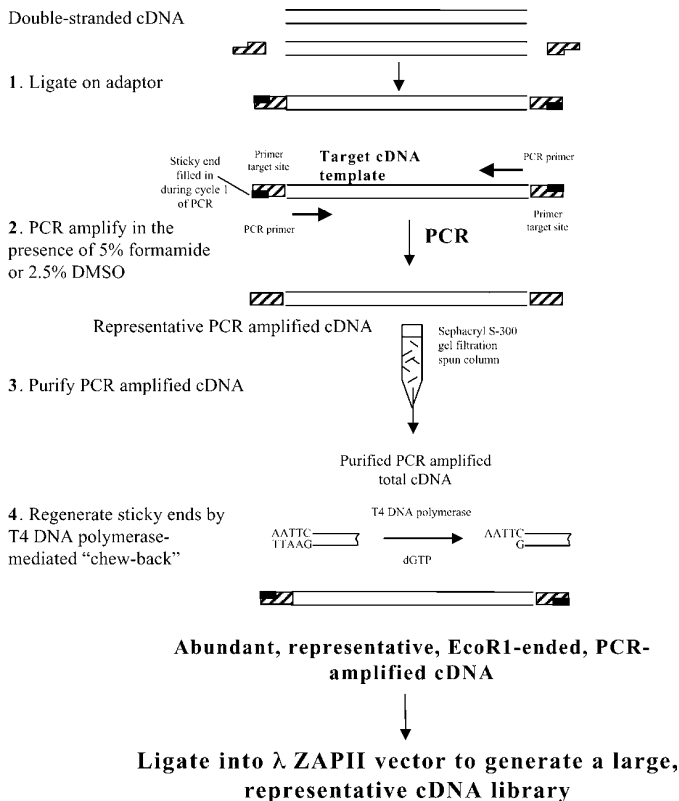 Double-stranded cDNA
1. Ligate on adaptor
Sticky end
filled in
during cycle 1
of PCR
Primer
target site
Target cDNA
template
PCR primer
2. PCR amplify in the
presence of 5% formamide
or 2.5% DMSO
PCR primer
PCR
Primer
target site
Representative PCR amplified cDNA
Sephacryl S-300
gel filtration
spun column
3. Purify PCR amplified cDNA
Purified PCR amplified
total cDNA
4. Regenerate sticky ends by
T4 DNA polymerase-
mediated “chew-back”
AATTC
TTAAG
T4 DNA polymerase
dGTP
AATTC
G
Abundant, representative, EcoR1-ended, PCR-
amplified cDNA
Ligate into λ ZAPII vector to generate a large,
representative cDNA library